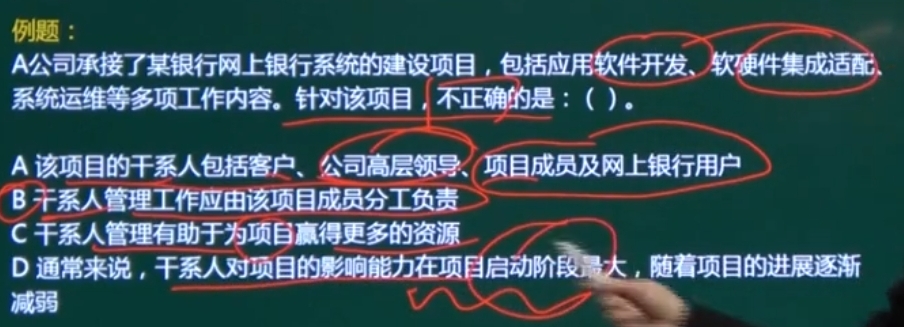 例题：
A公司承接了某银行网上银行系统的建设项目，包括应用软件开发、软硬件集成适配、
系统运维等多项工作内容。针对该项目，不正确的是：（ ）。
A 该项目的干系人包括客户、公司高层领导、项目成员及网上银行用户
B 干系人管理工作应由该项目成员分工负责
C 干系人管理有助于为项目赢得更多的资源
D 通常来说，干系人对项目的影响能力在项目启动阶段最大，随着项目的进展逐渐
减弱